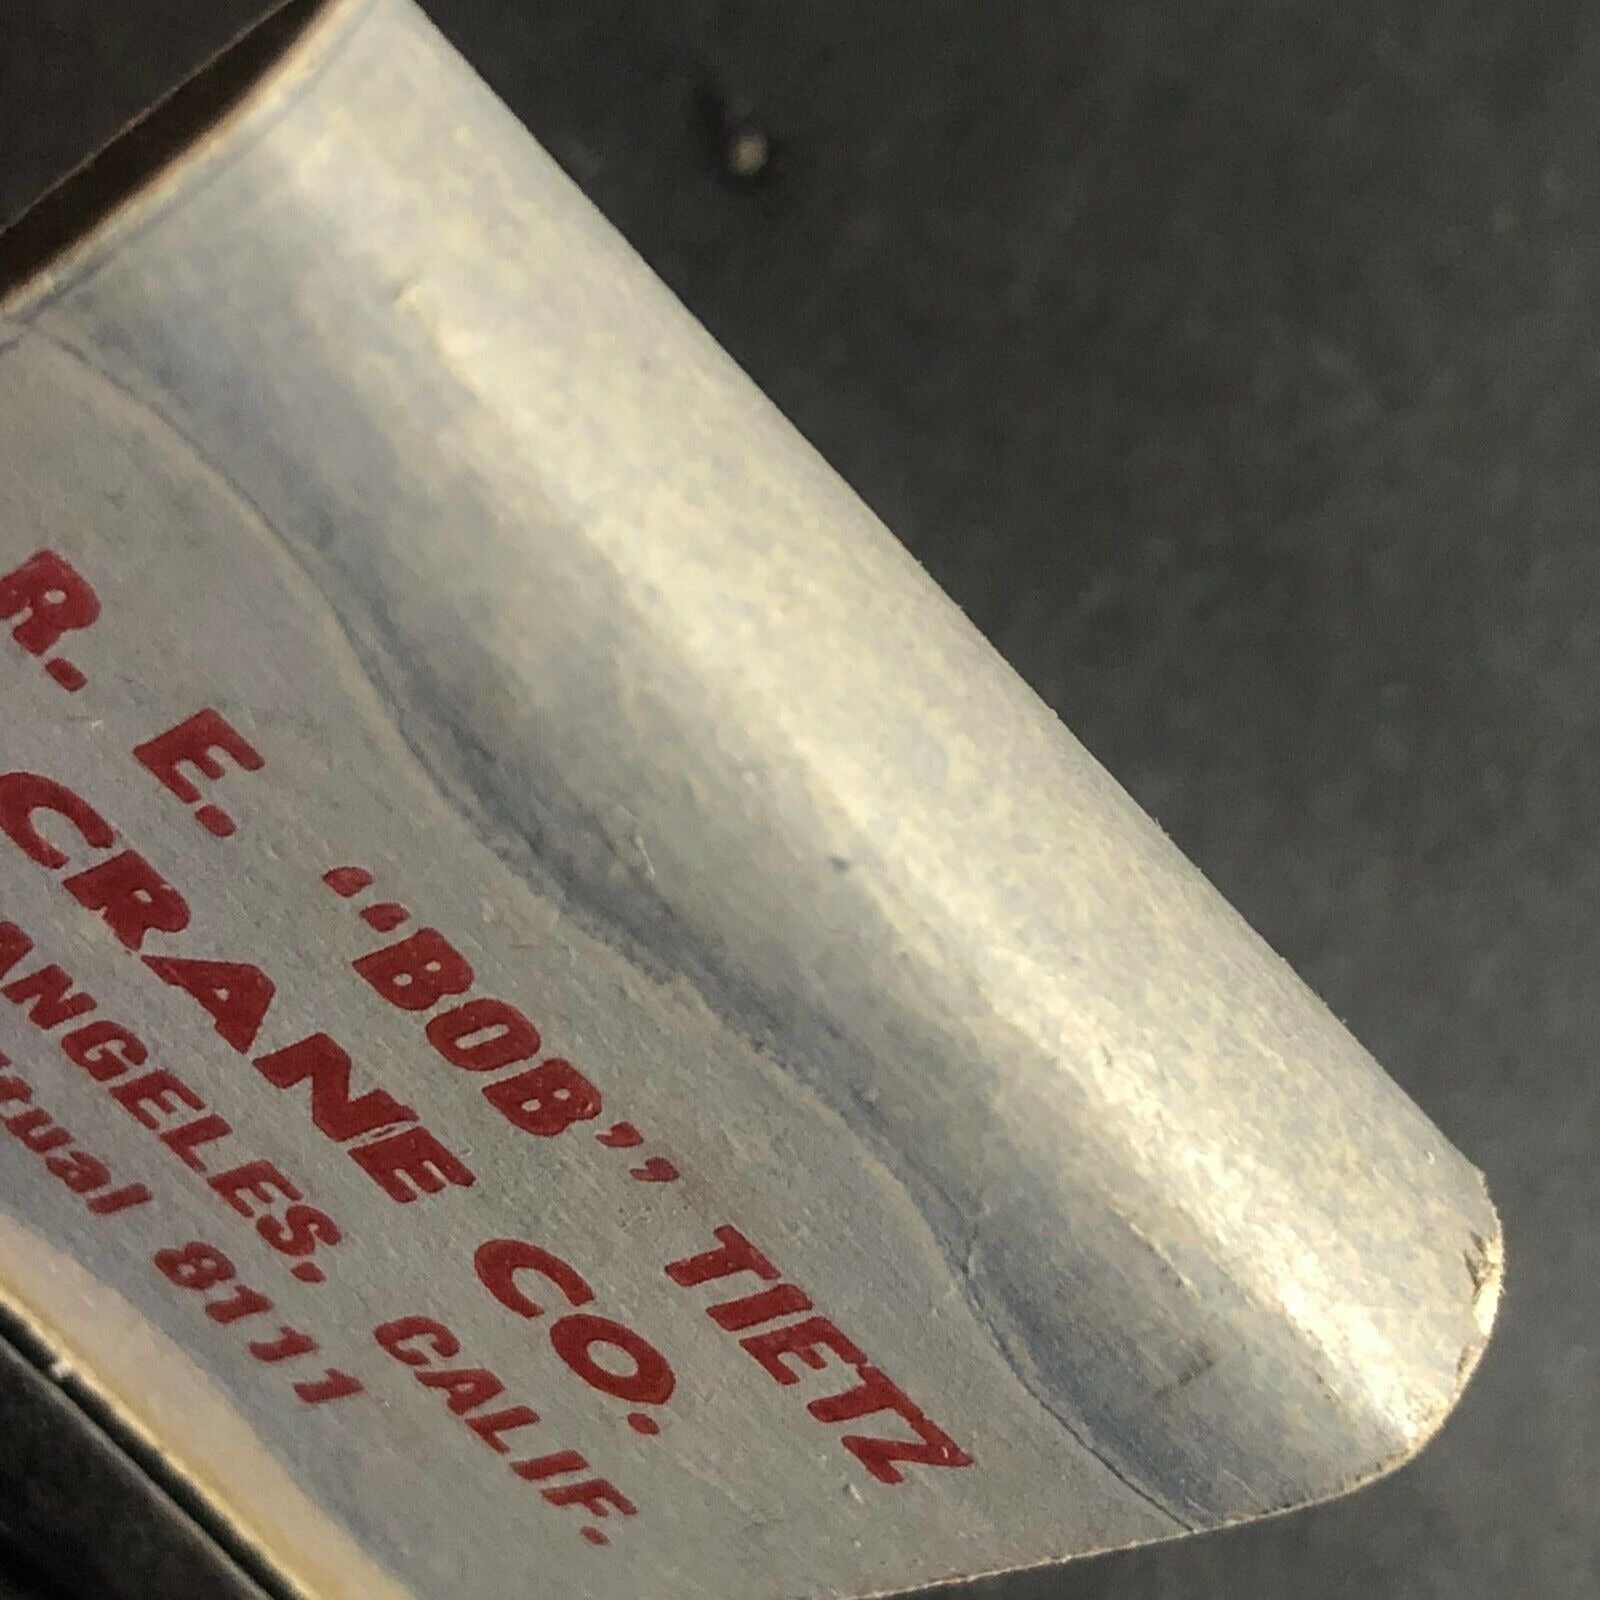 R. E. “BOB” TIETZ
CRANE CO.
ANGELES, CALIF.
8111